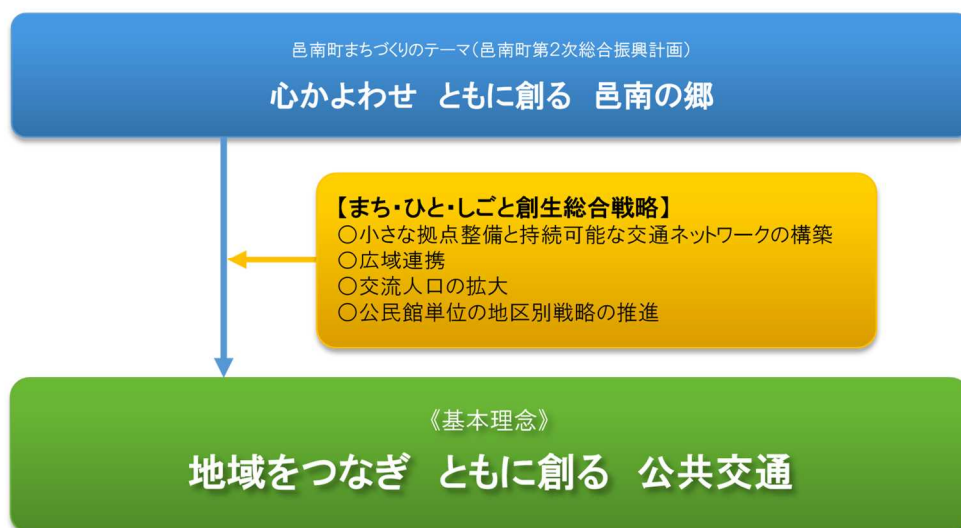 邑南町まちづくりのテーマ（邑南町第２次総合振興計画）
心かよわせ　ともに創る　邑南の郷
【まち・ひと・しごと創生総合戦略】
〇小さな拠点整備と持続可能な交通ネットワークの構築
〇広域連携
〇交流人口の拡大
〇公民館単位の地区別戦略の推進
《基本理念》
地域をつなぎ　ともに創る　公共交通